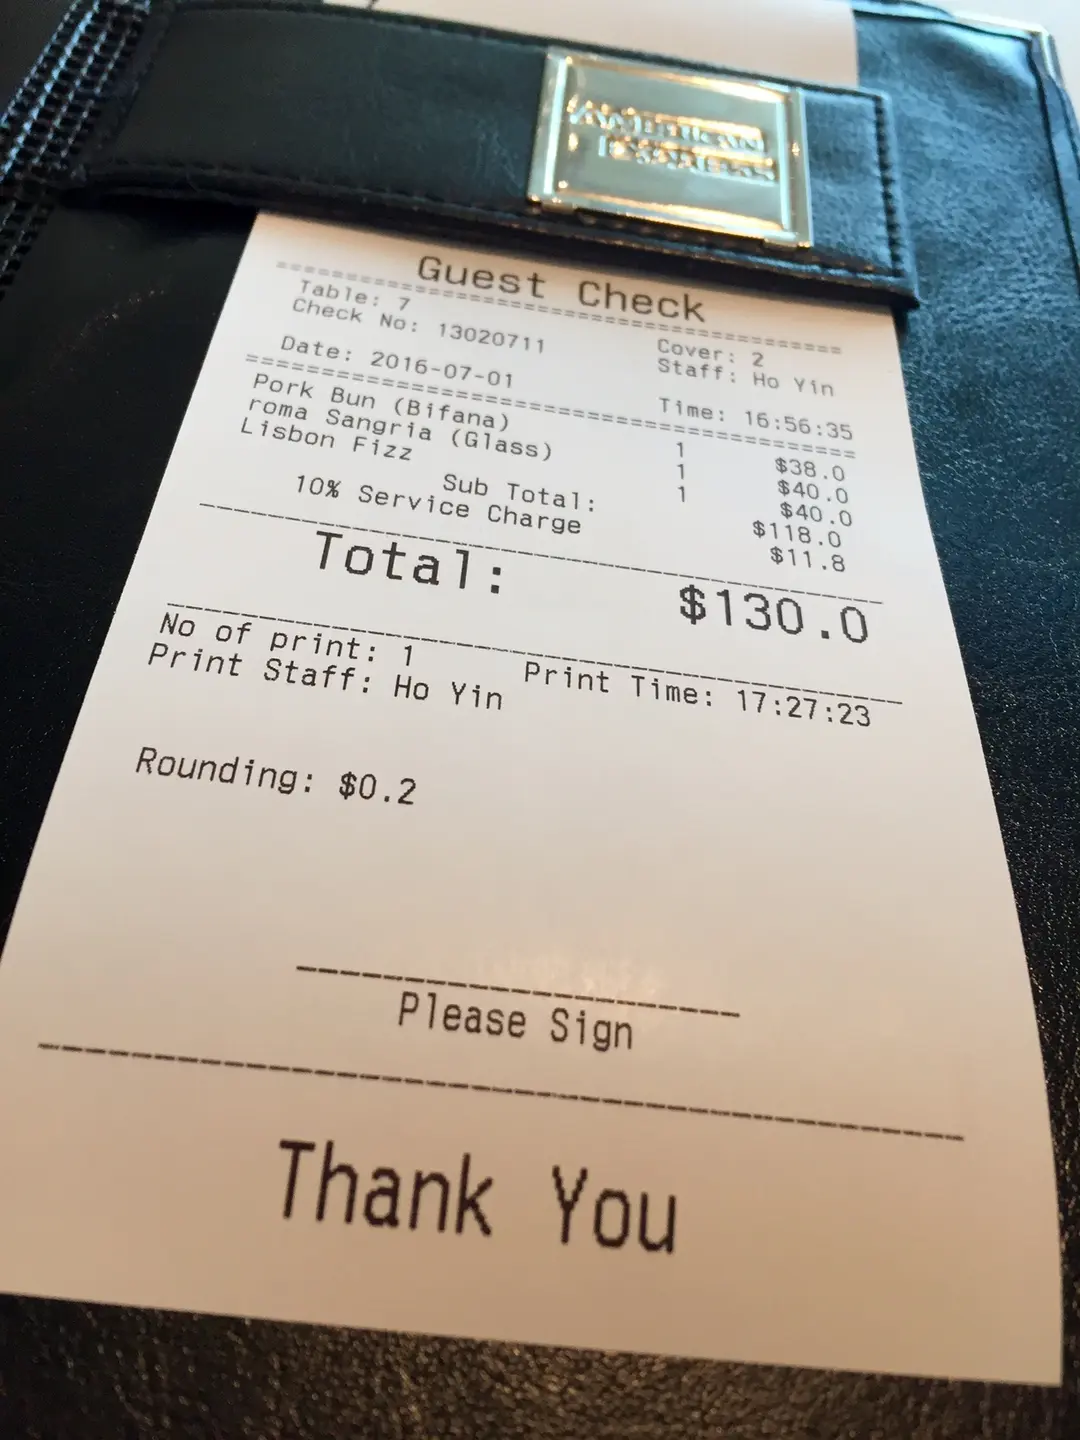 AMERICAN
EXPRESS
Guest Check
================================
Table: 7 Cover: 2
Check No: 13020711 Staff: Ho Yin
Date: 2016-07-01 Time: 16:56:35
================================
Pork Bun (Bifana) 1 $38.0
roma Sangria (Glass) 1 $40.0
Lisbon Fizz 1 $40.0
Sub Total: $118.0
10% Service Charge $11.8
Total: $130.0
No of print: 1 Print Time: 17:27:23
Print Staff: Ho Yin
Rounding: $0.2
Please Sign
Thank You